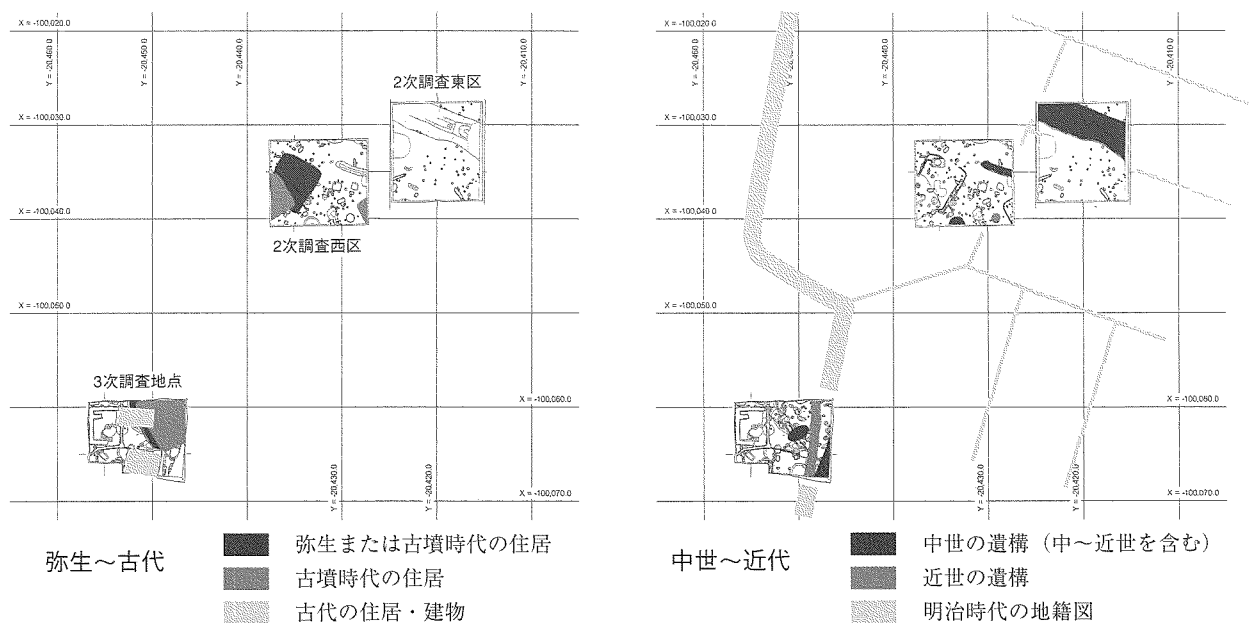 X = -100,020.0
Y = -20,460.0
Y = -20,450.0
Y = -20,440.0
Y = -20,410.0
2次調査東区
X = -100,030.0
X = -100,040.0
2次調査西区
X = -100,050.0
3次調査地点
X = -100,060.0
Y = -20,430.0
Y = -20,420.0
X = -100,070.0
弥生～古代
弥生または古墳時代の住居
古墳時代の住居
古代の住居・建物
X = -100,020.0
Y = -20,460.0
Y = -20,440.0
Y = -20,410.0
X = -100,030.0
X = -100,040.0
X = -100,050.0
X = -100,060.0
Y = -20,430.0
Y = -20,420.0
X = -100,070.0
中世～近代
中世の遺構（中～近世を含む）
近世の遺構
明治時代の地籍図